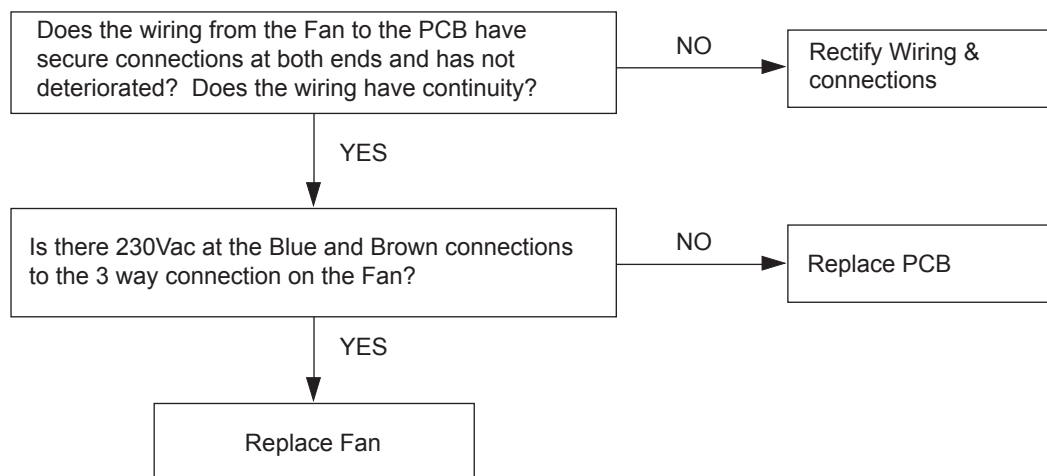 Does the wiring from the Fan to the PCB have
secure connections at both ends and has not
deteriorated?  Does the wiring have continuity?
NO
Rectify Wiring &
connections
YES
Is there 230Vac at the Blue and Brown connections
to the 3 way connection on the Fan?
NO
Replace PCB
YES
Replace Fan